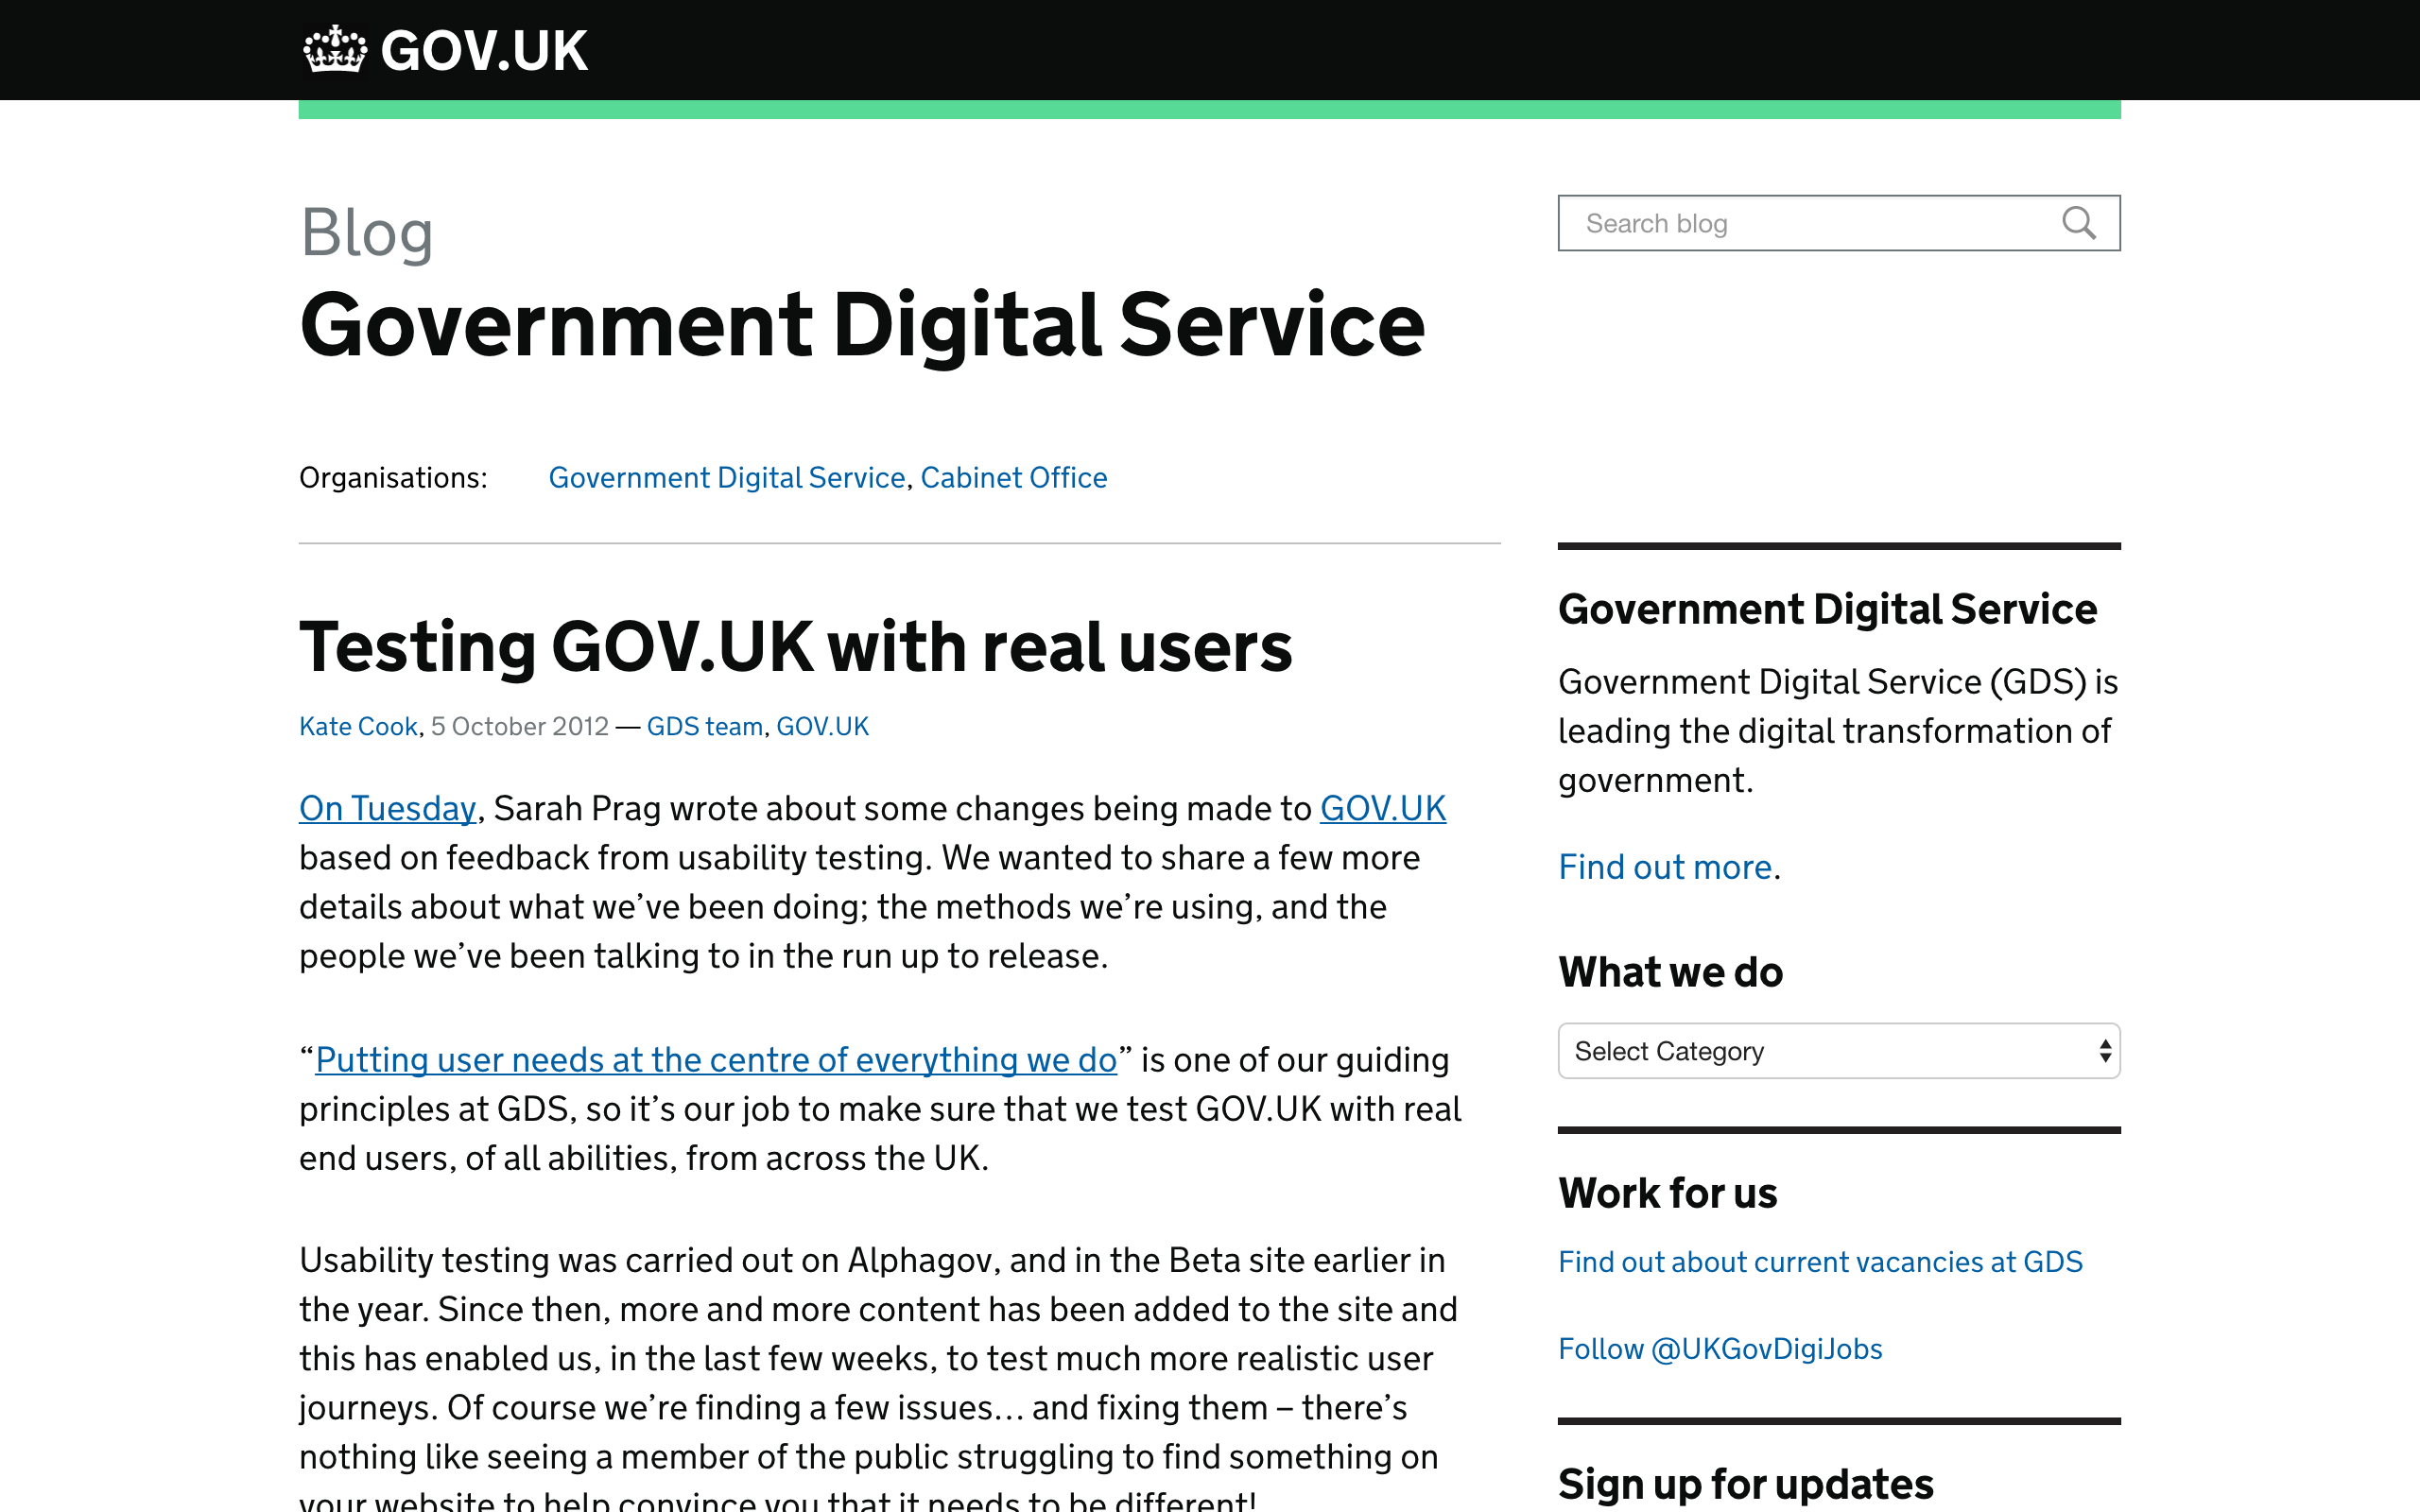 GOV.UK
Blog
Search blog
Government Digital Service
Organisations: Government Digital Service, Cabinet Office
Testing GOV.UK with real users
Kate Cook, 5 October 2012 — GDS team, GOV.UK
On Tuesday, Sarah Prag wrote about some changes being made to GOV.UK
based on feedback from usability testing. We wanted to share a few more
details about what we’ve been doing; the methods we’re using, and the
people we’ve been talking to in the run up to release.
“Putting user needs at the centre of everything we do” is one of our guiding
principles at GDS, so it’s our job to make sure that we test GOV.UK with real
end users, of all abilities, from across the UK.
Usability testing was carried out on Alphagov, and in the Beta site earlier in
the year. Since then, more and more content has been added to the site and
this has enabled us, in the last few weeks, to test much more realistic user
journeys. Of course we’re finding a few issues… and fixing them – there’s
nothing like seeing a member of the public struggling to find something on
your website to help convince you that it needs to be different!
Government Digital Service
Government Digital Service (GDS) is
leading the digital transformation of
government.
Find out more.
What we do
Select Category
Work for us
Find out about current vacancies at GDS
Follow @UKGovDigiJobs
Sign up for updates